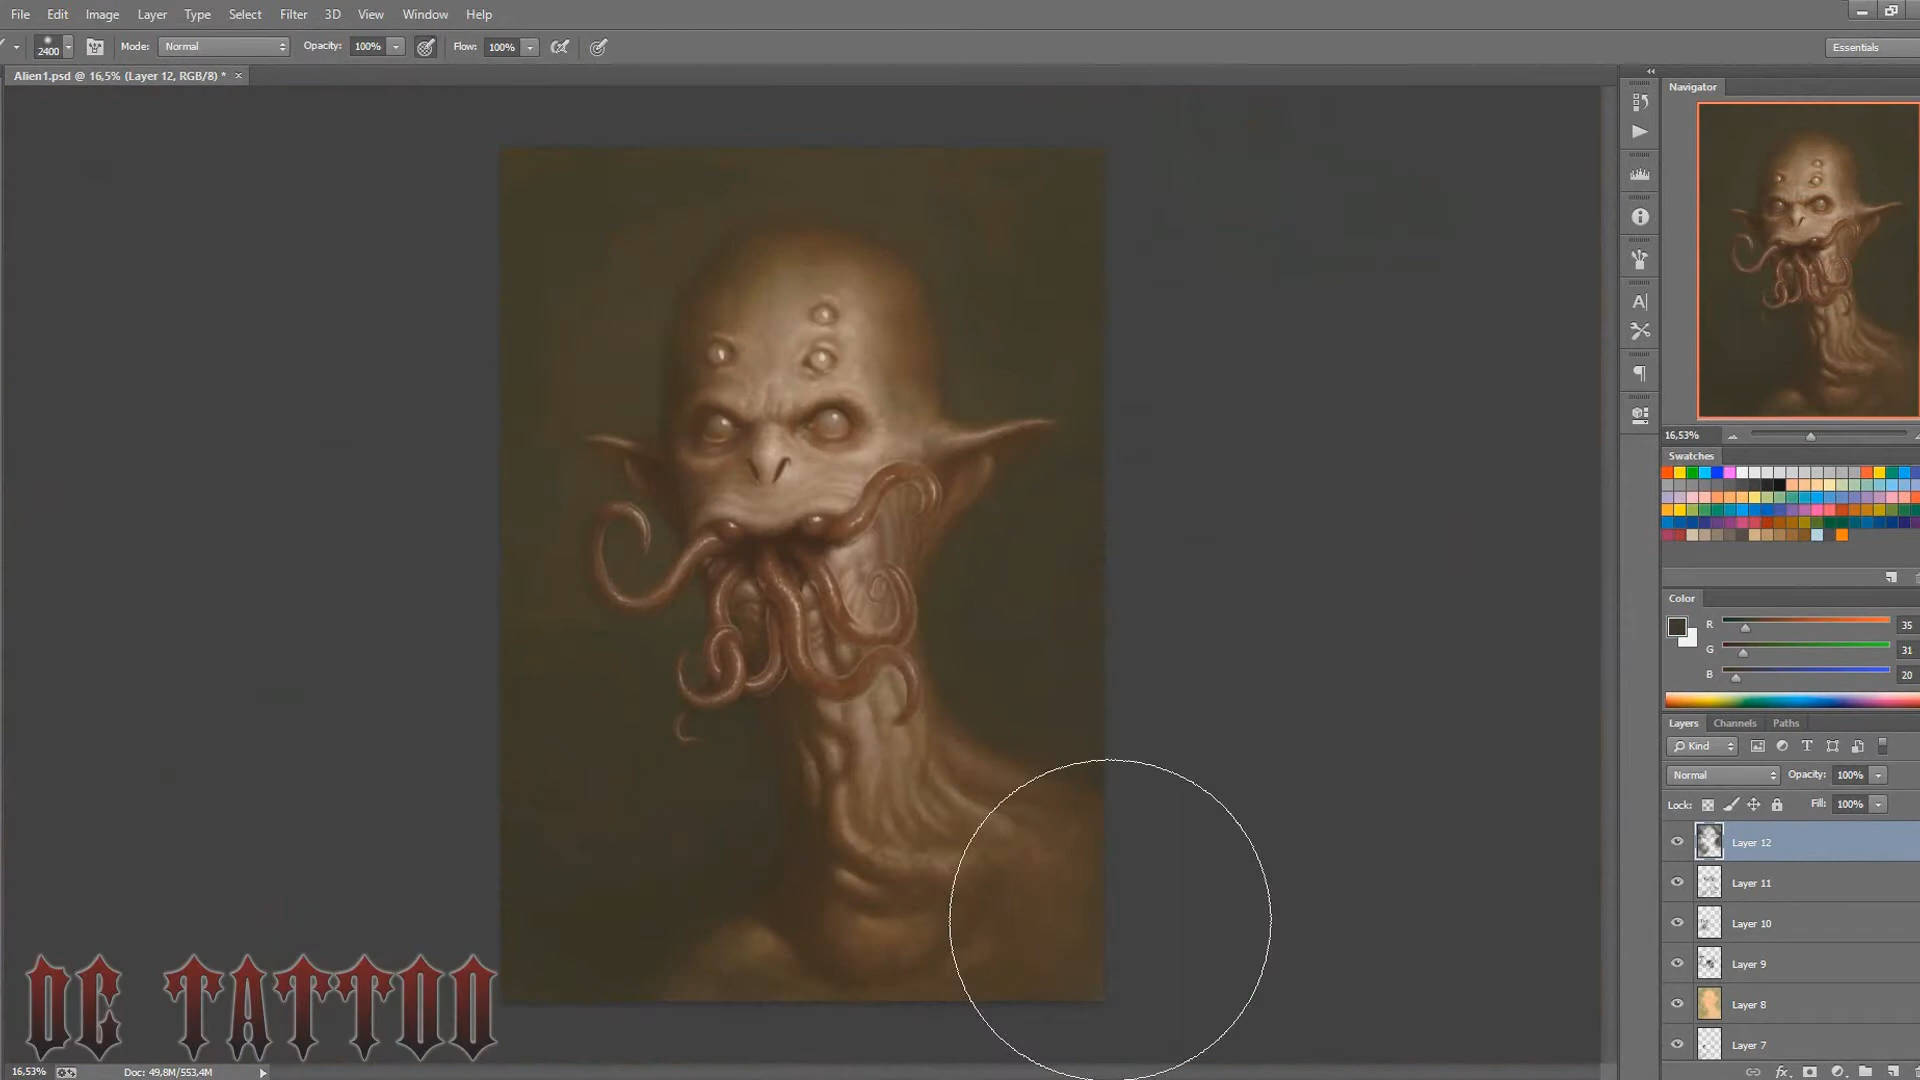 File Edit Image Layer Type Select Filter 3D View Window Help
2400 Mode: Normal Opacity: 100% Flow: 100% Essentials
Alien1.psd @ 16,5% (Layer 12, RGB/8) * ×
Navigator
16,53%
Swatches
Color
R 35
G 31
B 20
Layers Channels Paths
Kind
Normal Opacity: 100%
Lock: Fill: 100%
Layer 12
Layer 11
Layer 10
Layer 9
Layer 8
Layer 7
DE TATTOO
16,53% Doc: 49,8M/553,4M